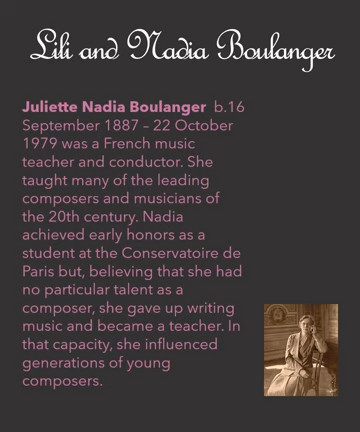 Lili and Nadia Boulanger
Juliette Nadia Boulanger b.16
September 1887 – 22 October
1979 was a French music
teacher and conductor. She
taught many of the leading
composers and musicians of
the 20th century. Nadia
achieved early honors as a
student at the Conservatoire de
Paris but, believing that she had
no particular talent as a
composer, she gave up writing
music and became a teacher. In
that capacity, she influenced
generations of young
composers.